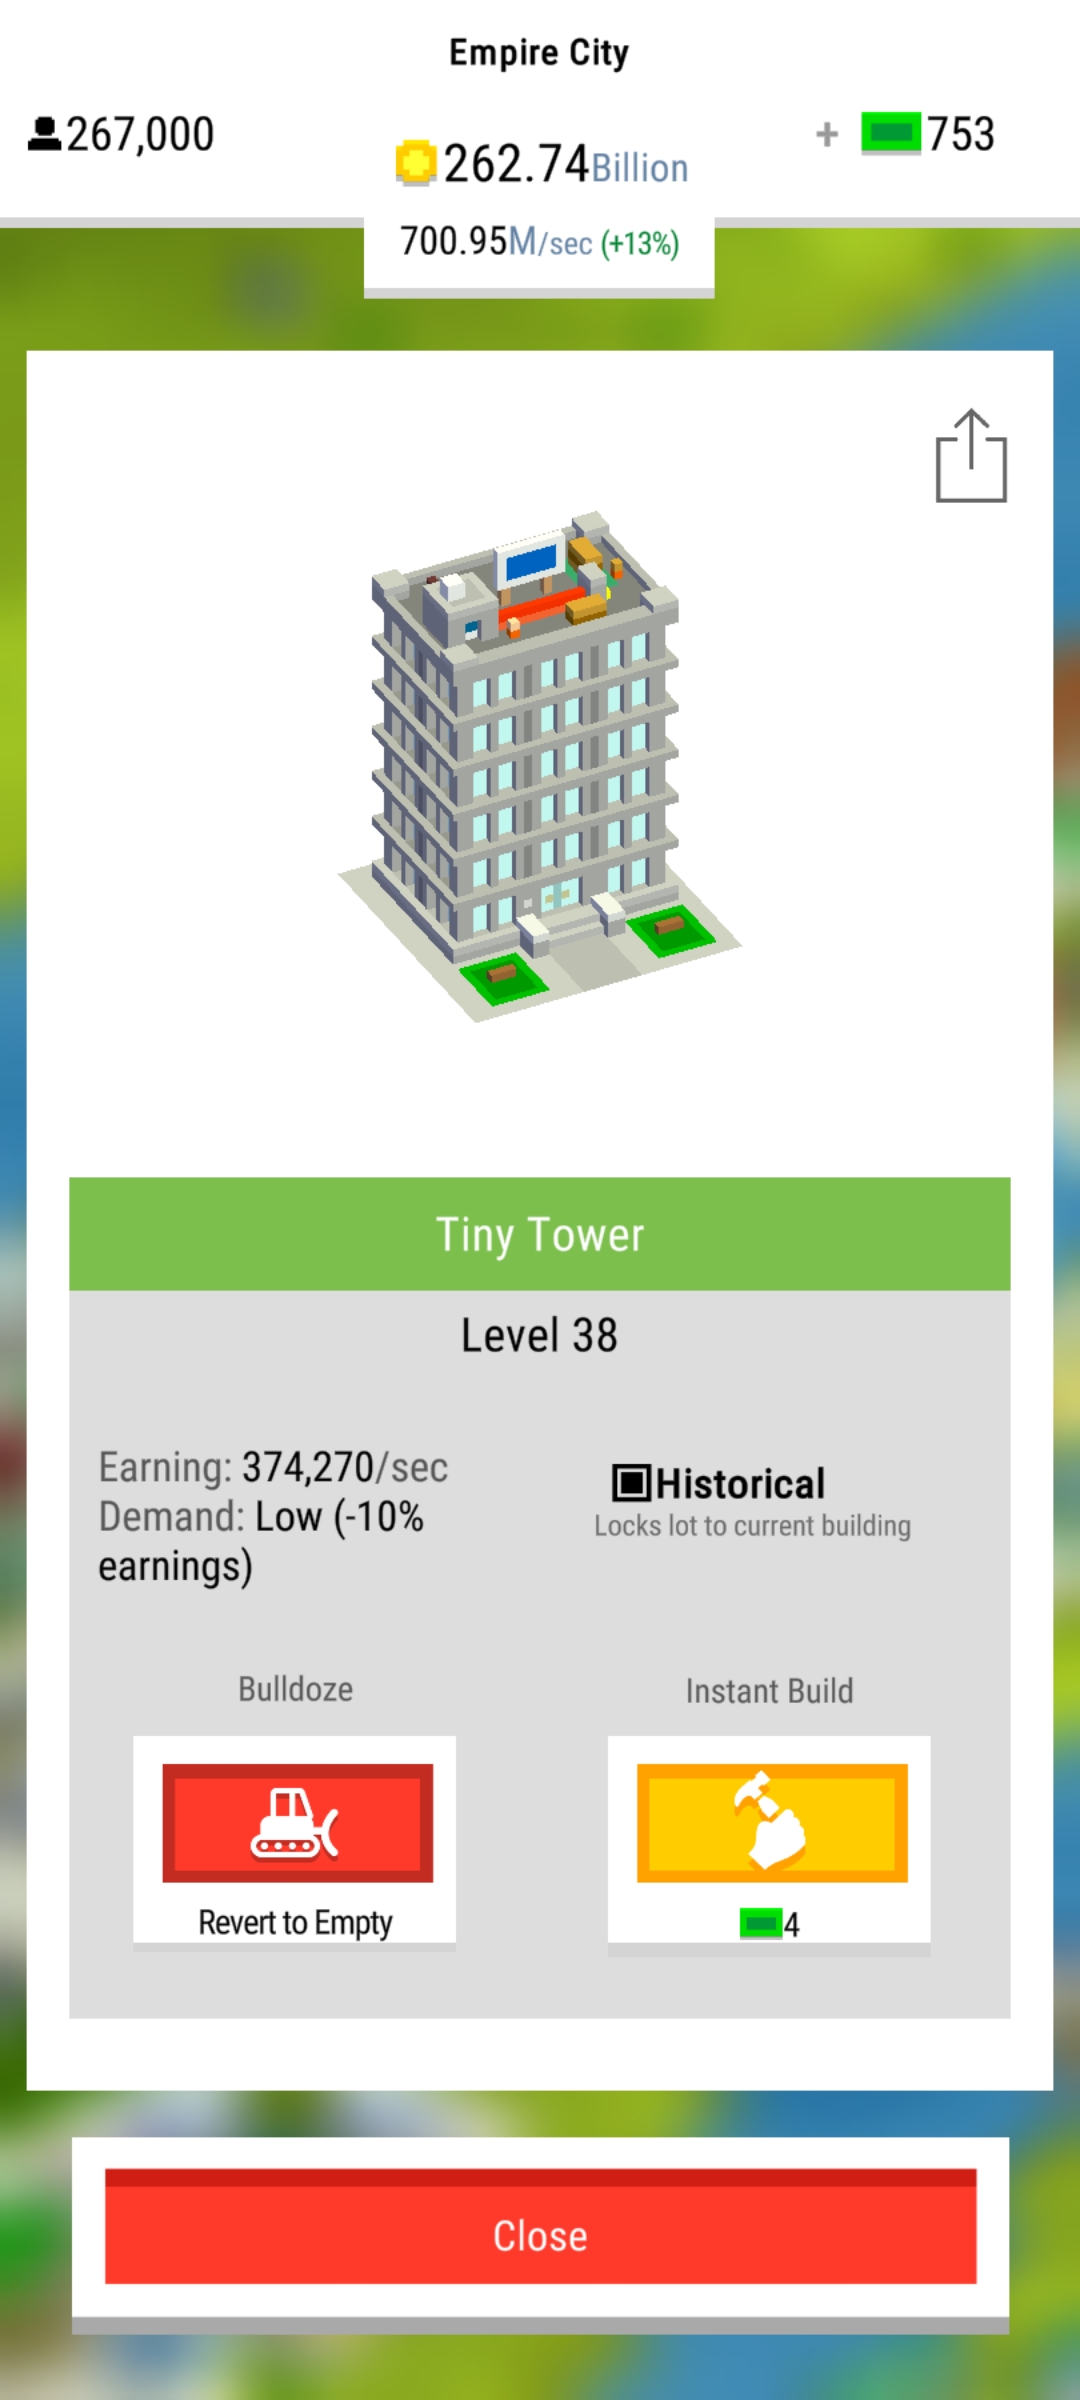 Empire City
267,000
262.74Billion
+ 753
700.95M/sec (+13%)
Tiny Tower
Level 38
Earning: 374,270/sec
Demand: Low (-10%
earnings)
Historical
Locks lot to current building
Bulldoze
Instant Build
Revert to Empty
4
Close